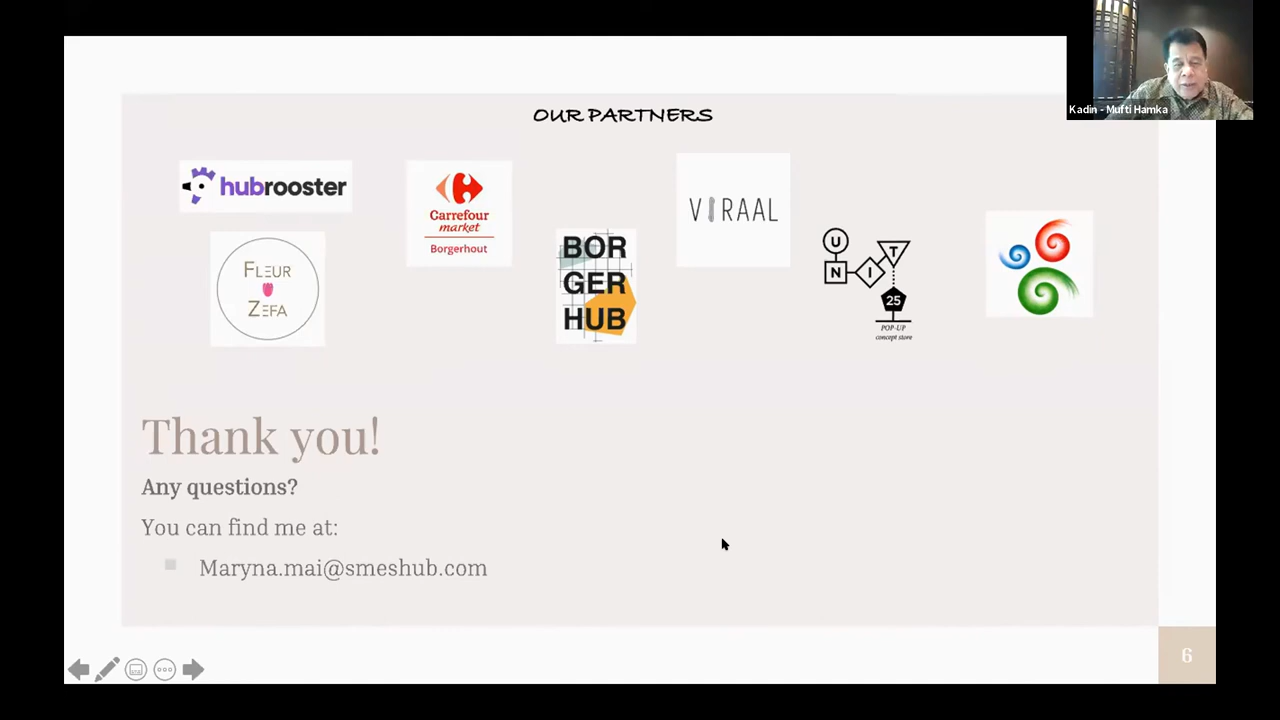 OUR PARTNERS
Kadin - Mufti Hamka
hubrooster
Carrefour
market
Borgerhout
VIRAAL
FLEUR
ZEFA
BOR
GER
HUB
U
N I T
25
POP-UP
concept store
Thank you!
Any questions?
You can find me at:
Maryna.mai@smeshub.com
6